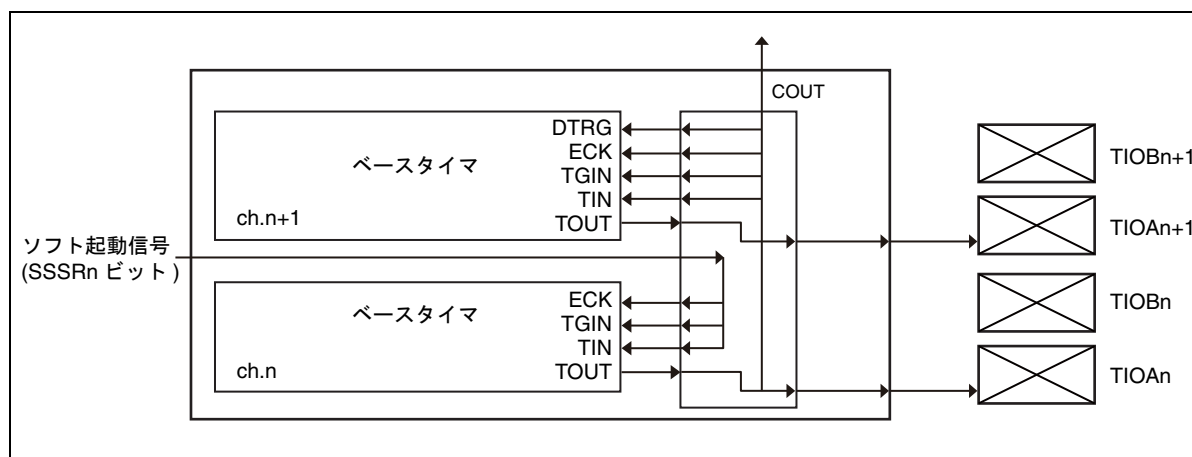 COUT
DTRG
ECK
TGIN
TIN
TOUT
ベースタイマ
ch.n+1
TIOBn+1
TIOAn+1
ソフト起動信号
(SSSRn ビット )
ECK
TGIN
TIN
TOUT
ベースタイマ
ch.n
TIOBn
TIOAn